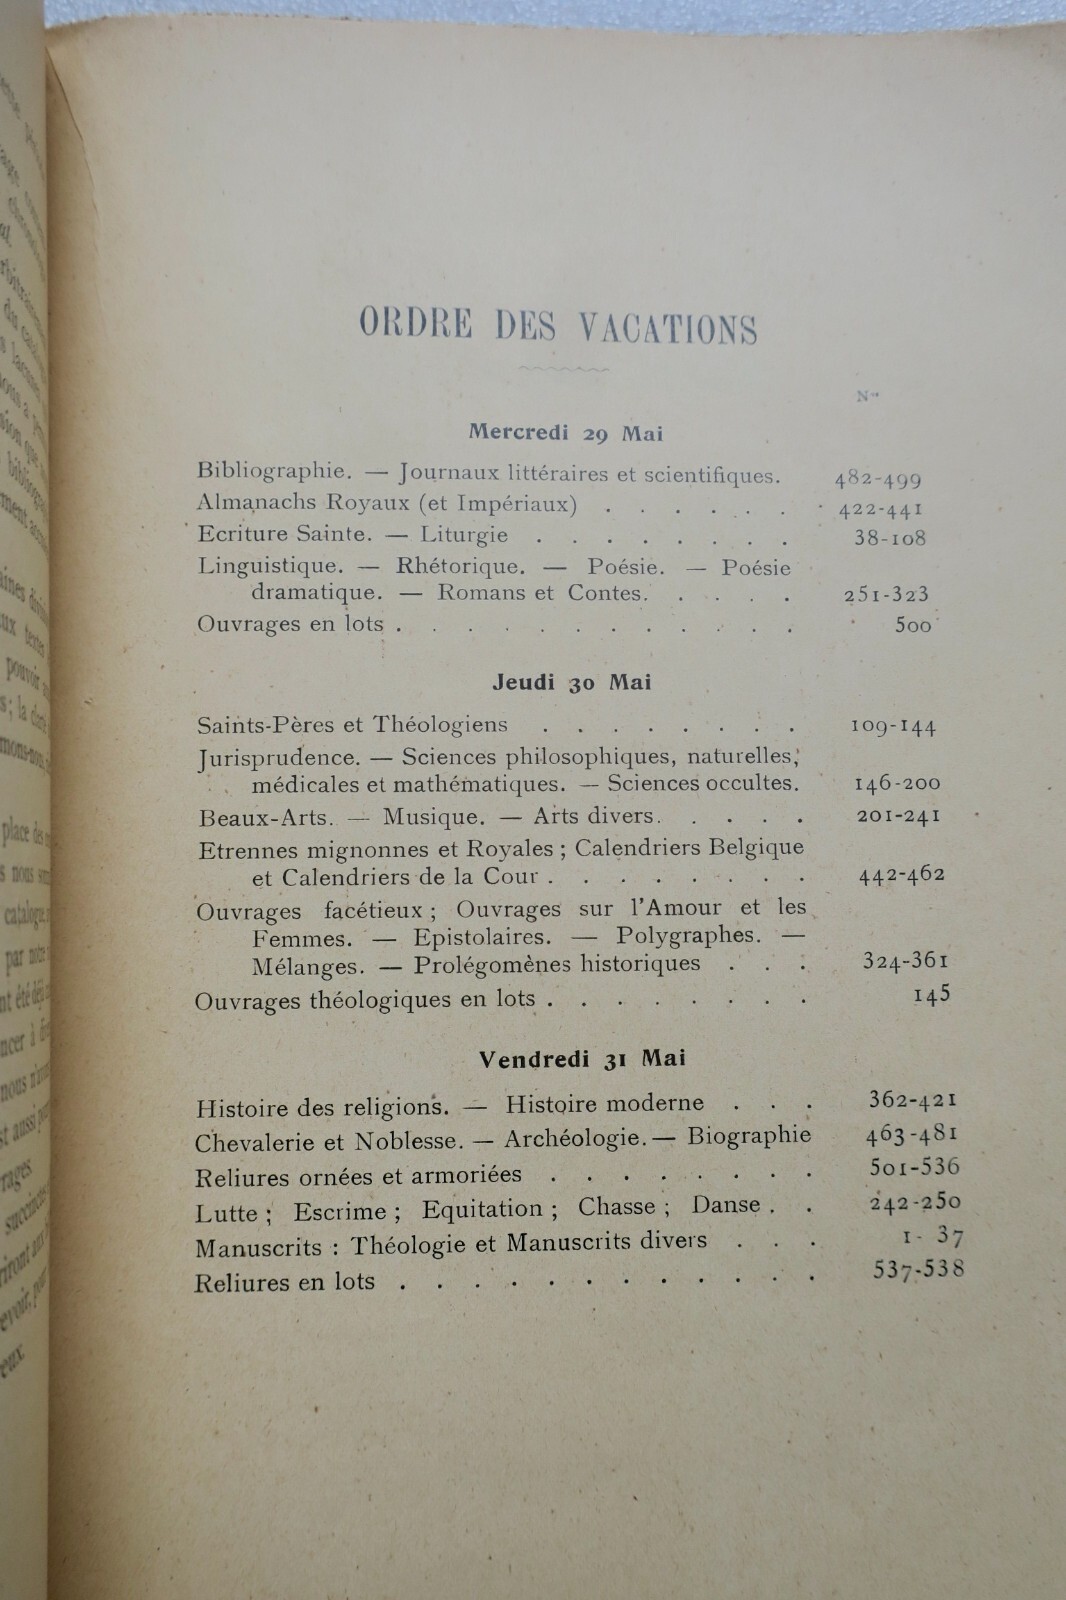 ORDRE DES VACATIONS
Nos
Mercredi 29 Mai
Bibliographie. — Journaux littéraires et scientifiques. 482-499
Almanachs Royaux (et Impériaux) . . . . . . 422-441
Ecriture Sainte. — Liturgie . . . . . . . . 38-108
Linguistique. — Rhétorique. — Poésie. — Poésie
dramatique. — Romans et Contes. . . . . 251-323
Ouvrages en lots . . . . . . . . . . . 500
Jeudi 30 Mai
Saints-Pères et Théologiens . . . . . . . . 109-144
Jurisprudence. — Sciences philosophiques, naturelles,
médicales et mathématiques. — Sciences occultes. 146-200
Beaux-Arts. — Musique. — Arts divers. . . . . 201-241
Etrennes mignonnes et Royales ; Calendriers Belgique
et Calendriers de la Cour . . . . . . . . 442-462
Ouvrages facétieux ; Ouvrages sur l'Amour et les
Femmes. — Epistolaires. — Polygraphes. —
Mélanges. — Prolégomènes historiques . . . 324-361
Ouvrages théologiques en lots . . . . . . . . 145
Vendredi 31 Mai
Histoire des religions. — Histoire moderne . . . 362-421
Chevalerie et Noblesse. — Archéologie. — Biographie 463-481
Reliures ornées et armoriées . . . . . . . . 501-536
Lutte ; Escrime ; Equitation ; Chasse ; Danse . . 242-250
Manuscrits : Théologie et Manuscrits divers . . . 1- 37
Reliures en lots . . . . . . . . . . . . 537-538